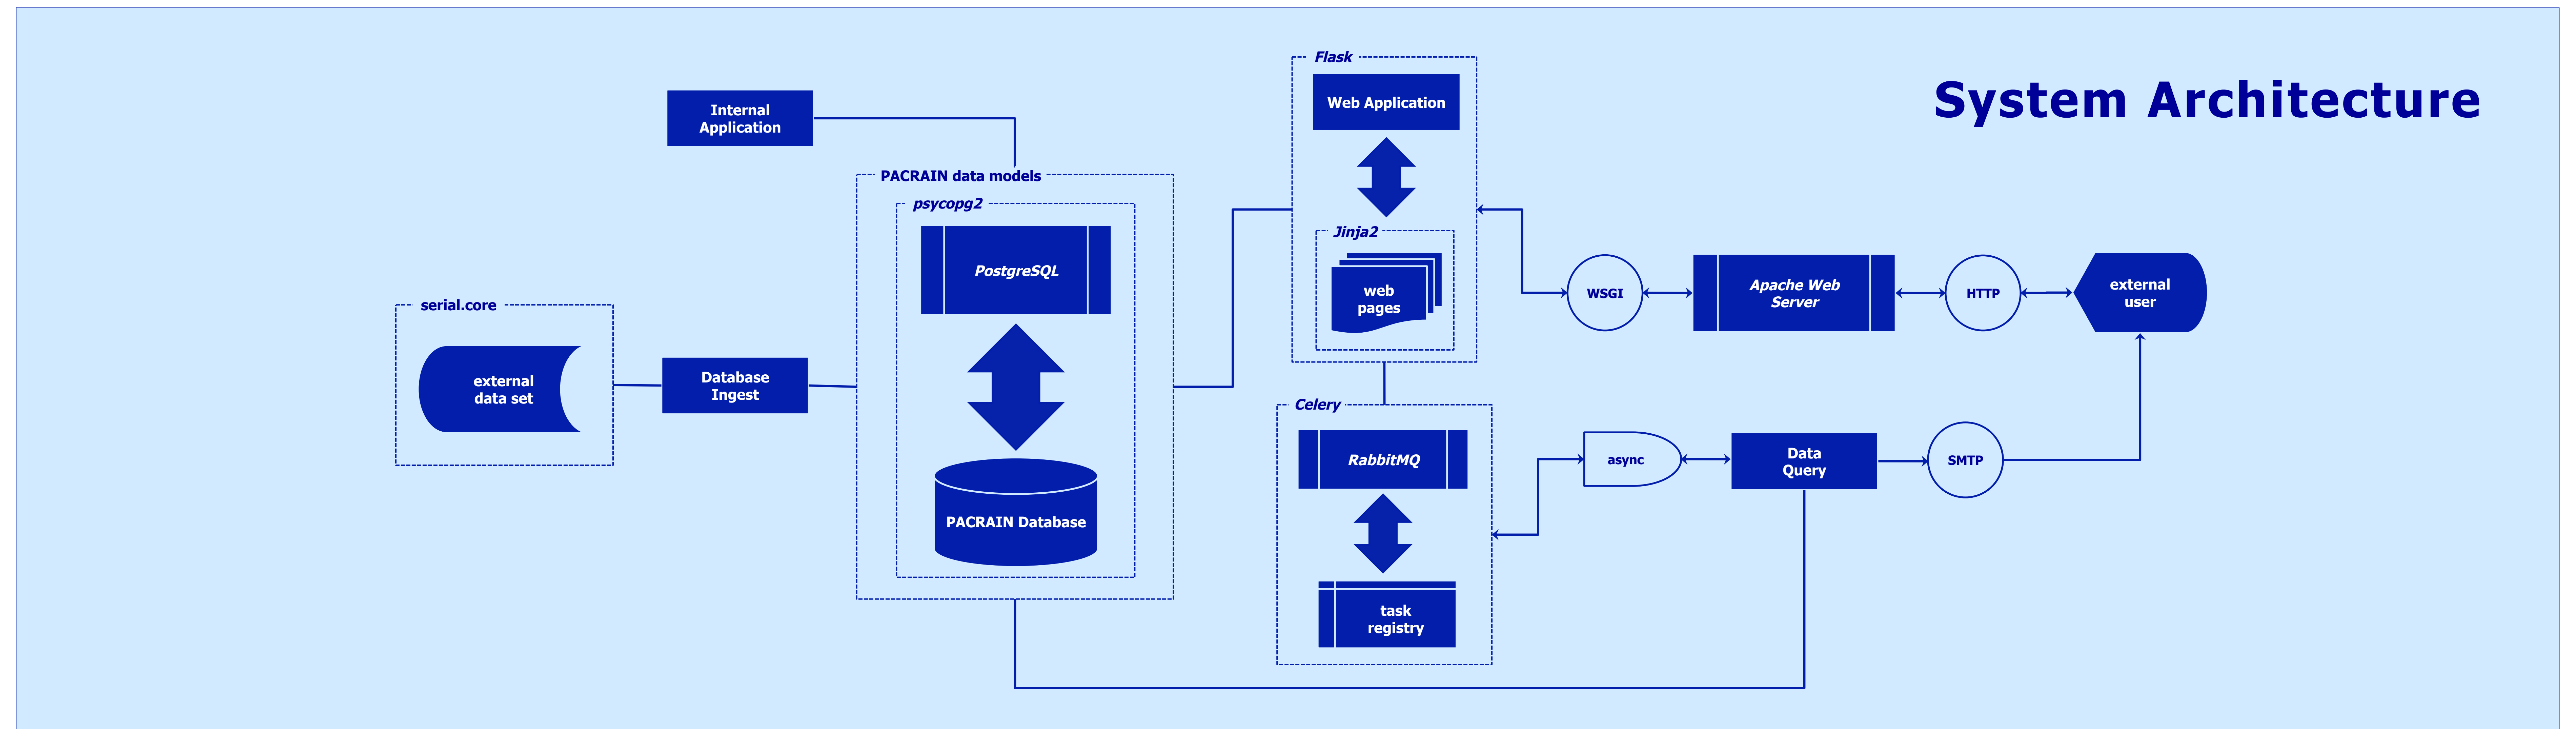 System Architecture
Internal
Application
PACRAIN data models
psycopg2
PostgreSQL
PACRAIN Database
serial.core
external
data set
Database
Ingest
Flask
Web Application
Jinja2
web
pages
WSGI
Apache Web
Server
HTTP
external
user
Celery
RabbitMQ
task
registry
async
Data
Query
SMTP